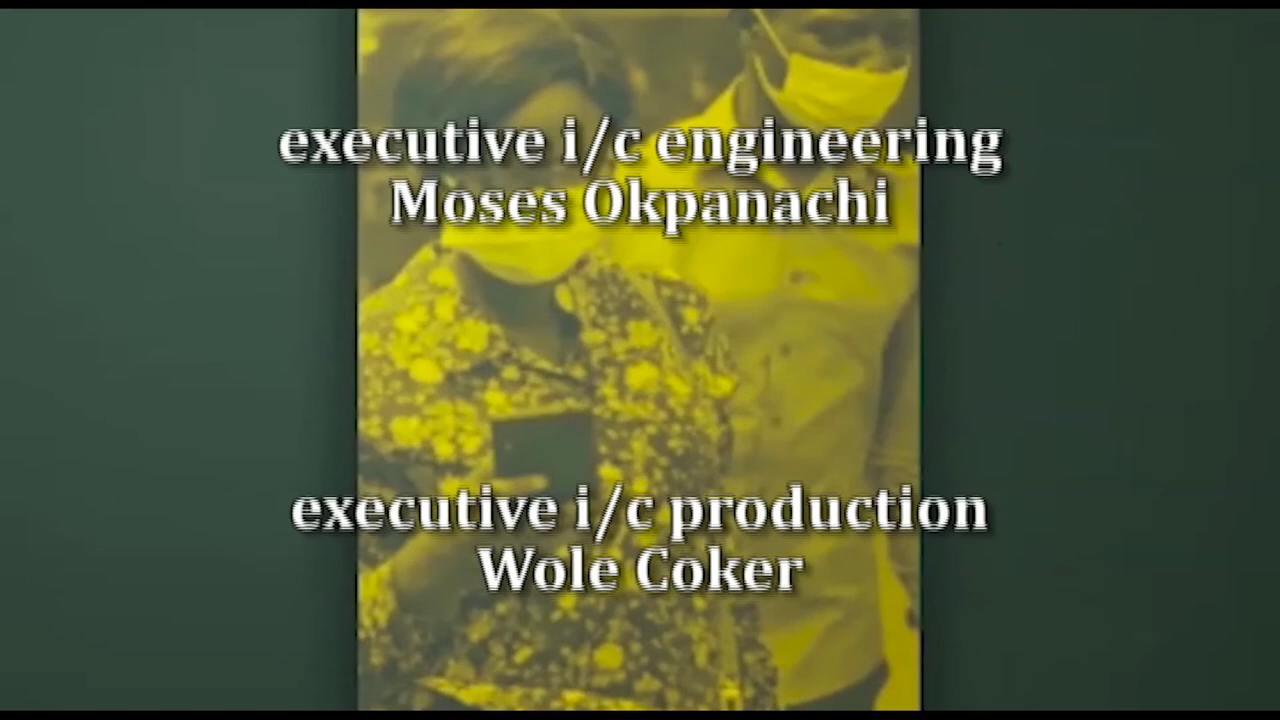 executive i/c engineering
Moses Okpanachi
executive i/c production
Wole Coker